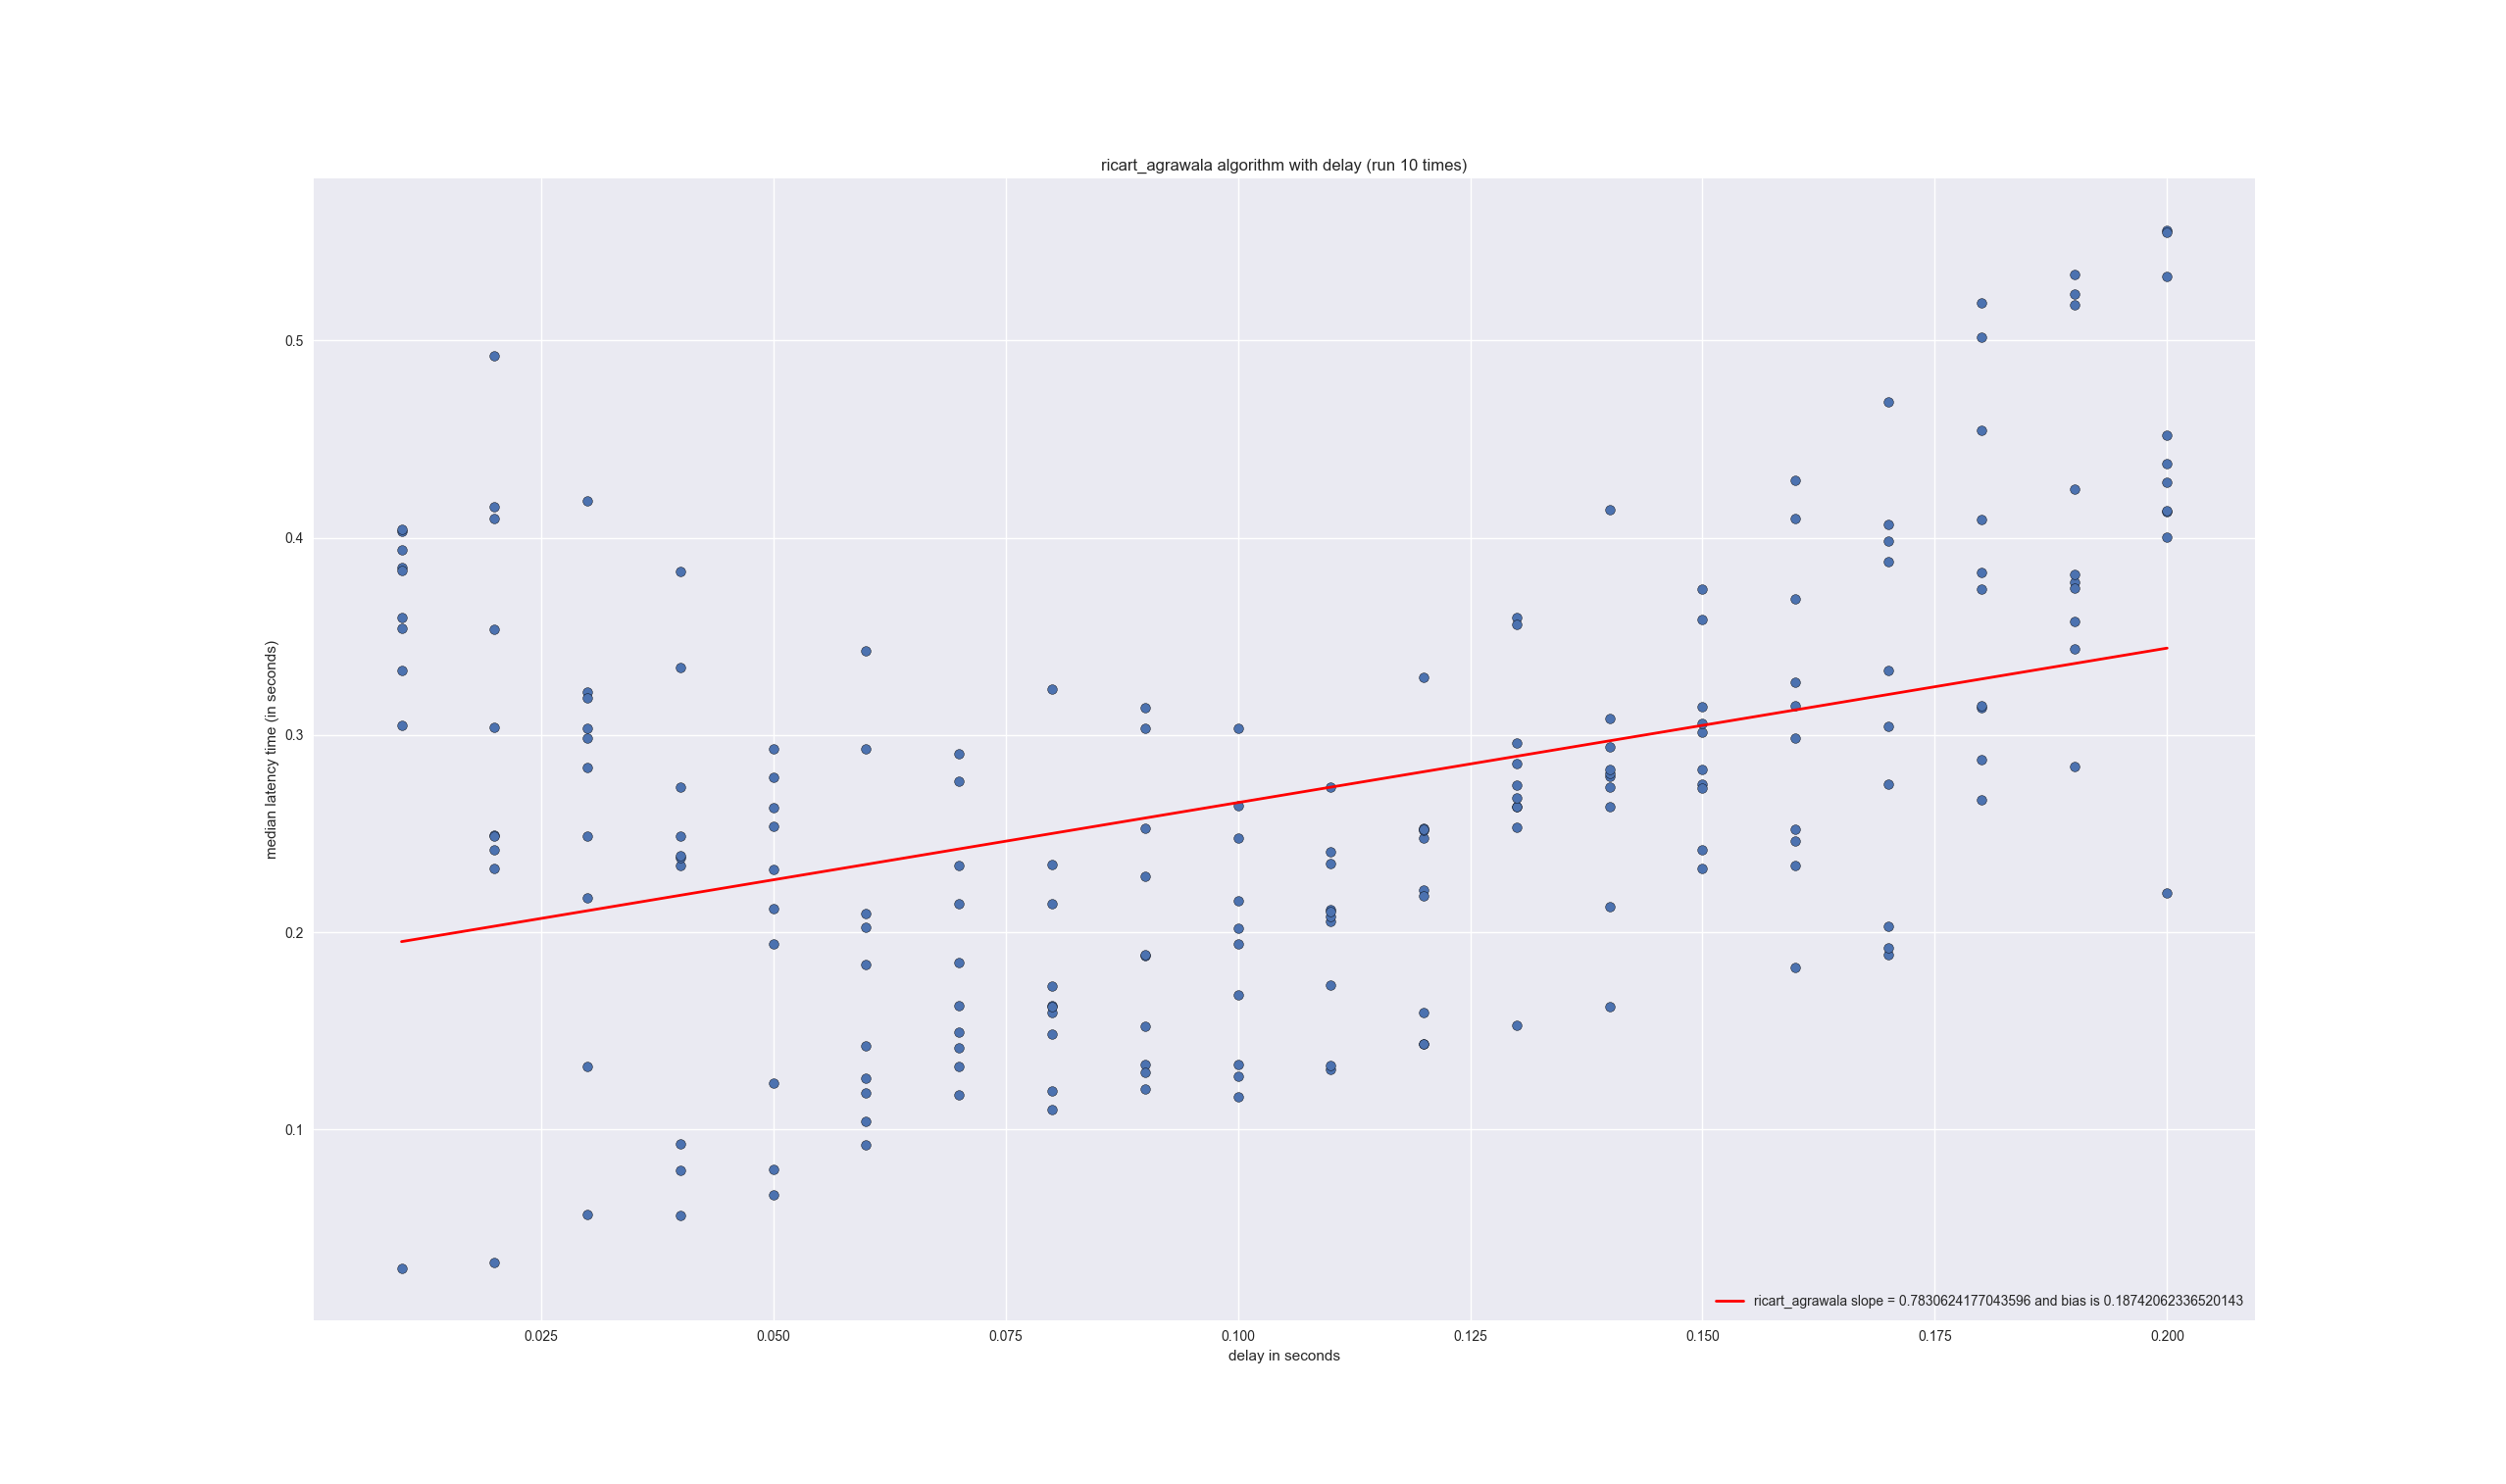 ricart_agrawala algorithm with delay (run 10 times)
median latency time (in seconds)
0.5
0.4
0.3
0.2
0.1
ricart_agrawala slope = 0.7830624177043596 and bias is 0.18742062336520143
0.025 0.050 0.075 0.100 0.125 0.150 0.175 0.200
delay in seconds